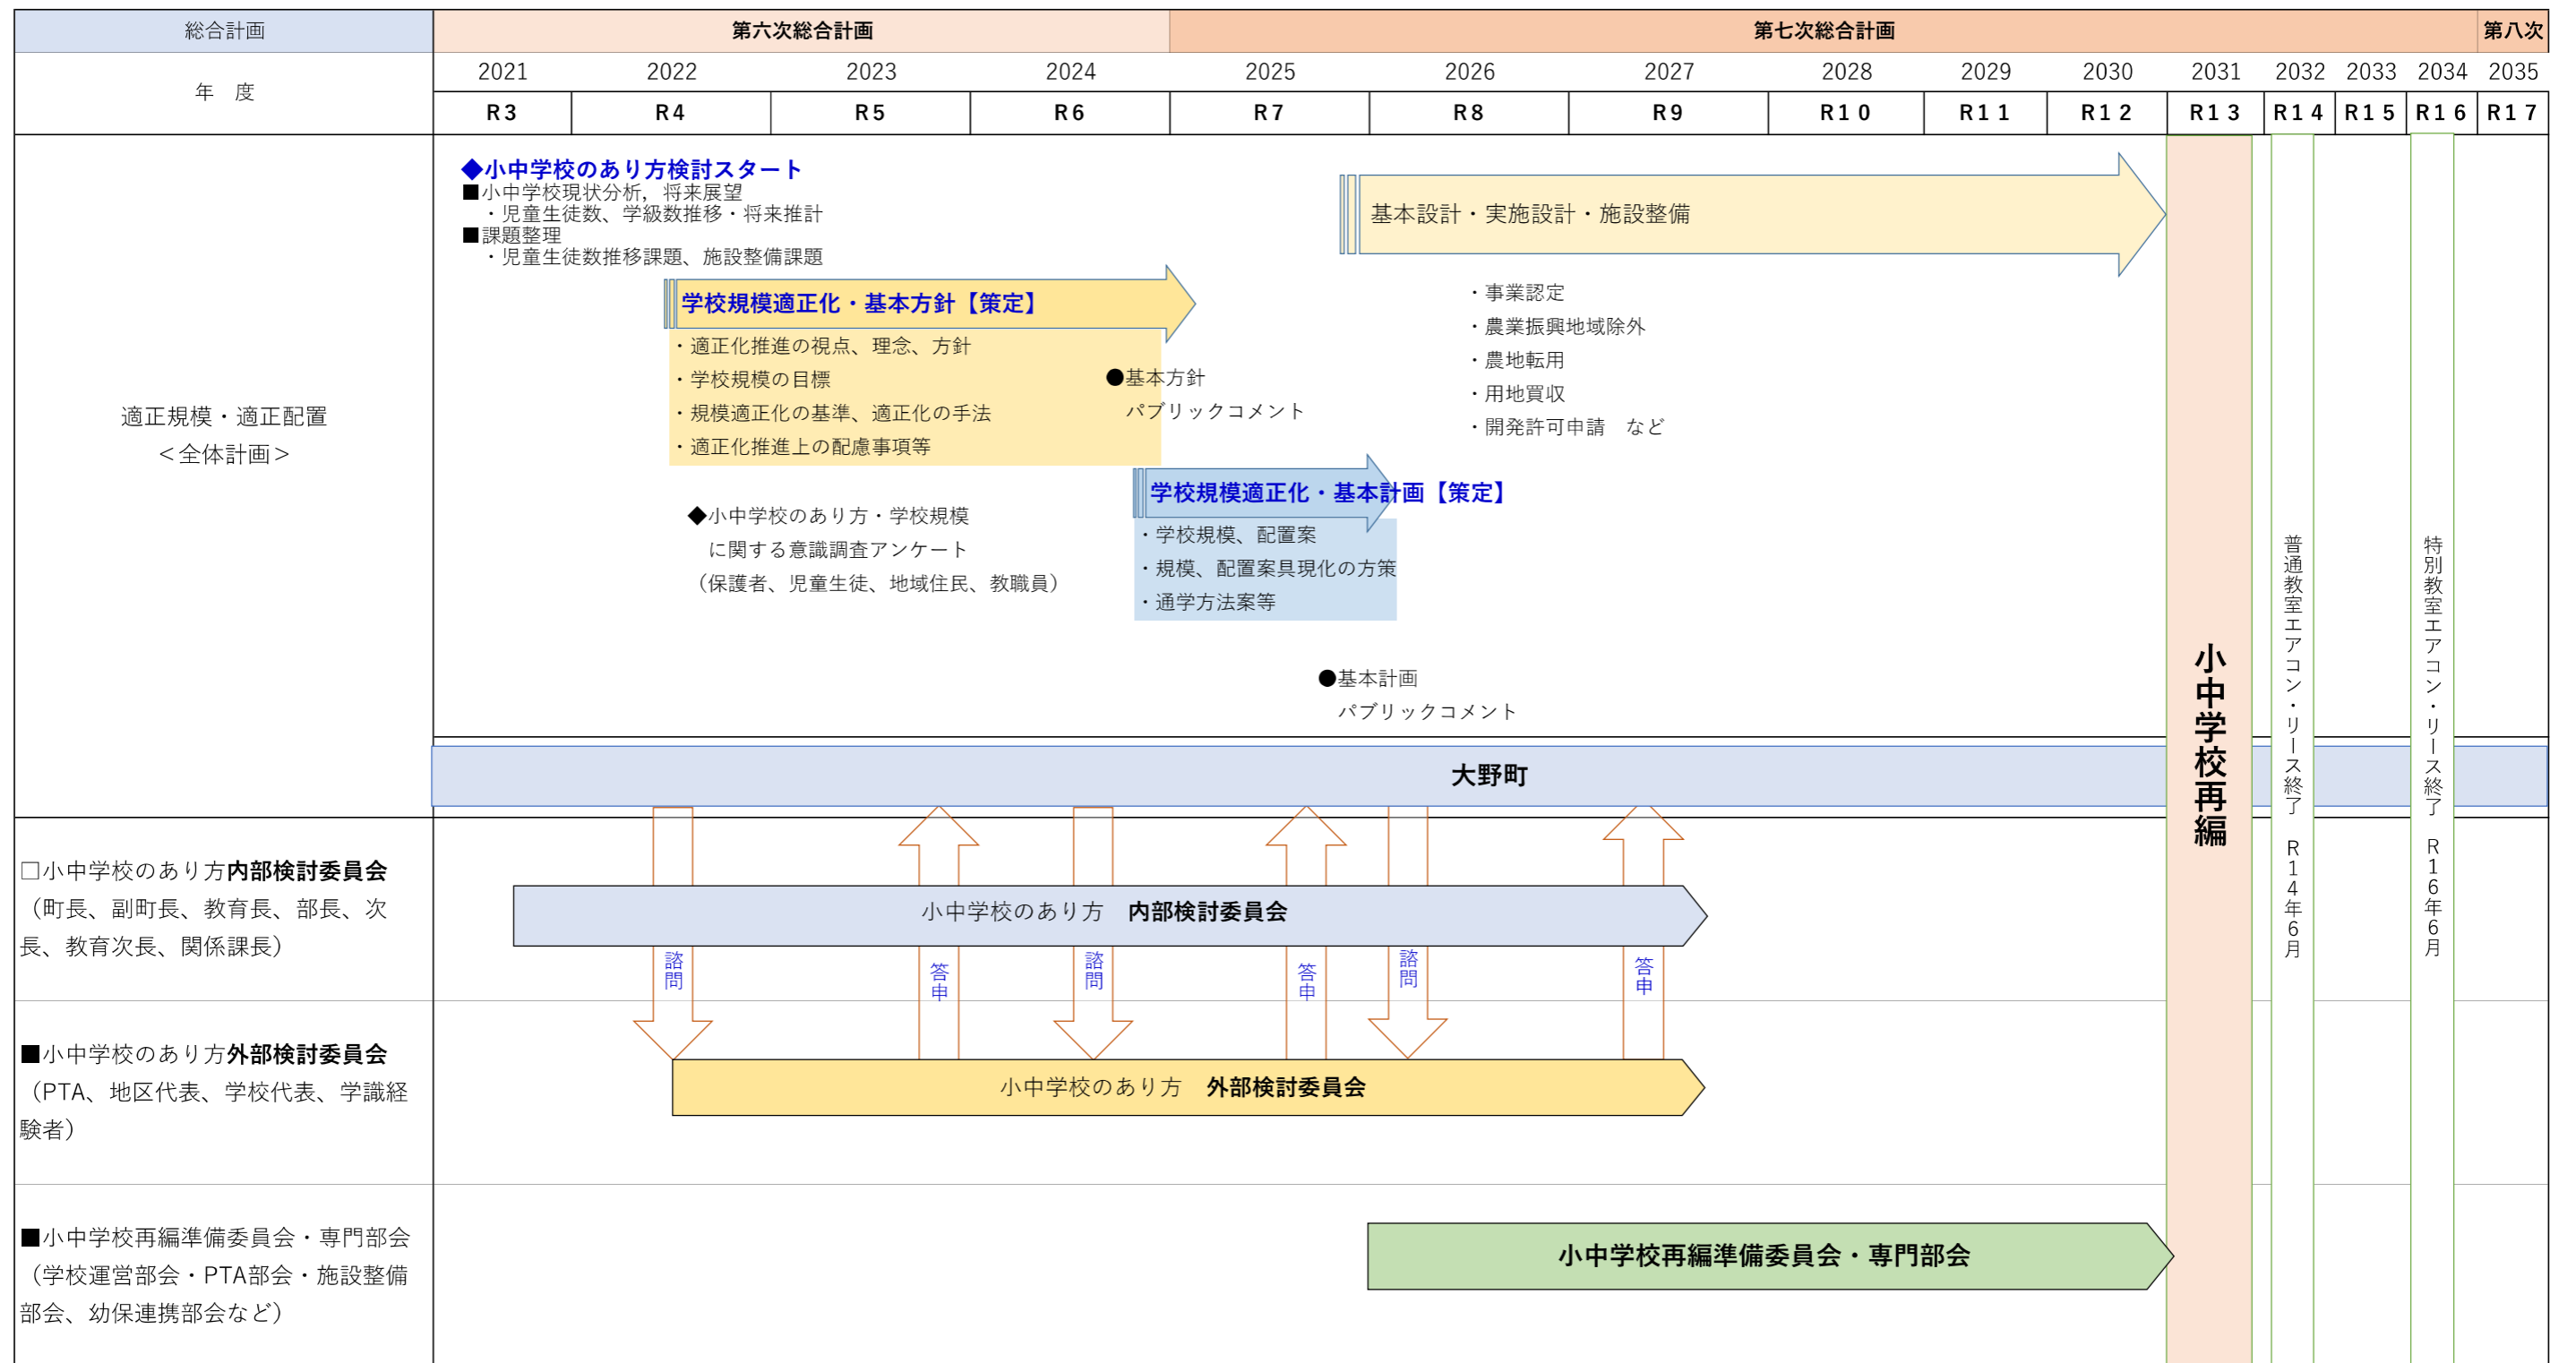 総合計画
第六次総合計画
第七次総合計画
第八次
年　度
2021
2022
2023
2024
2025
2026
2027
2028
2029
2030
2031
2032
2033
2034
2035
R3
R4
R5
R6
R7
R8
R9
R10
R11
R12
R13
R14
R15
R16
R17
適正規模・適正配置
＜全体計画＞
◆小中学校のあり方検討スタート
■小中学校現状分析，将来展望
・児童生徒数、学級数推移・将来推計
■課題整理
・児童生徒数推移課題、施設整備課題
学校規模適正化・基本方針【策定】
・適正化推進の視点、理念、方針
・学校規模の目標
・規模適正化の基準、適正化の手法
・適正化推進上の配慮事項等
●基本方針
パブリックコメント
◆小中学校のあり方・学校規模
に関する意識調査アンケート
（保護者、児童生徒、地域住民、教職員）
学校規模適正化・基本計画【策定】
・学校規模、配置案
・規模、配置案具現化の方策
・通学方法案等
●基本計画
パブリックコメント
基本設計・実施設計・施設整備
・事業認定
・農業振興地域除外
・農地転用
・用地買収
・開発許可申請　など
小中学校再編
普通教室エアコン・リース終了　R14年6月
特別教室エアコン・リース終了　R16年6月
大野町
□小中学校のあり方内部検討委員会
（町長、副町長、教育長、部長、次
長、教育次長、関係課長）
小中学校のあり方　内部検討委員会
諮問
答申
諮問
答申
諮問
答申
■小中学校のあり方外部検討委員会
（PTA、地区代表、学校代表、学識経
験者）
小中学校のあり方　外部検討委員会
■小中学校再編準備委員会・専門部会
（学校運営部会・PTA部会・施設整備
部会、幼保連携部会など）
小中学校再編準備委員会・専門部会